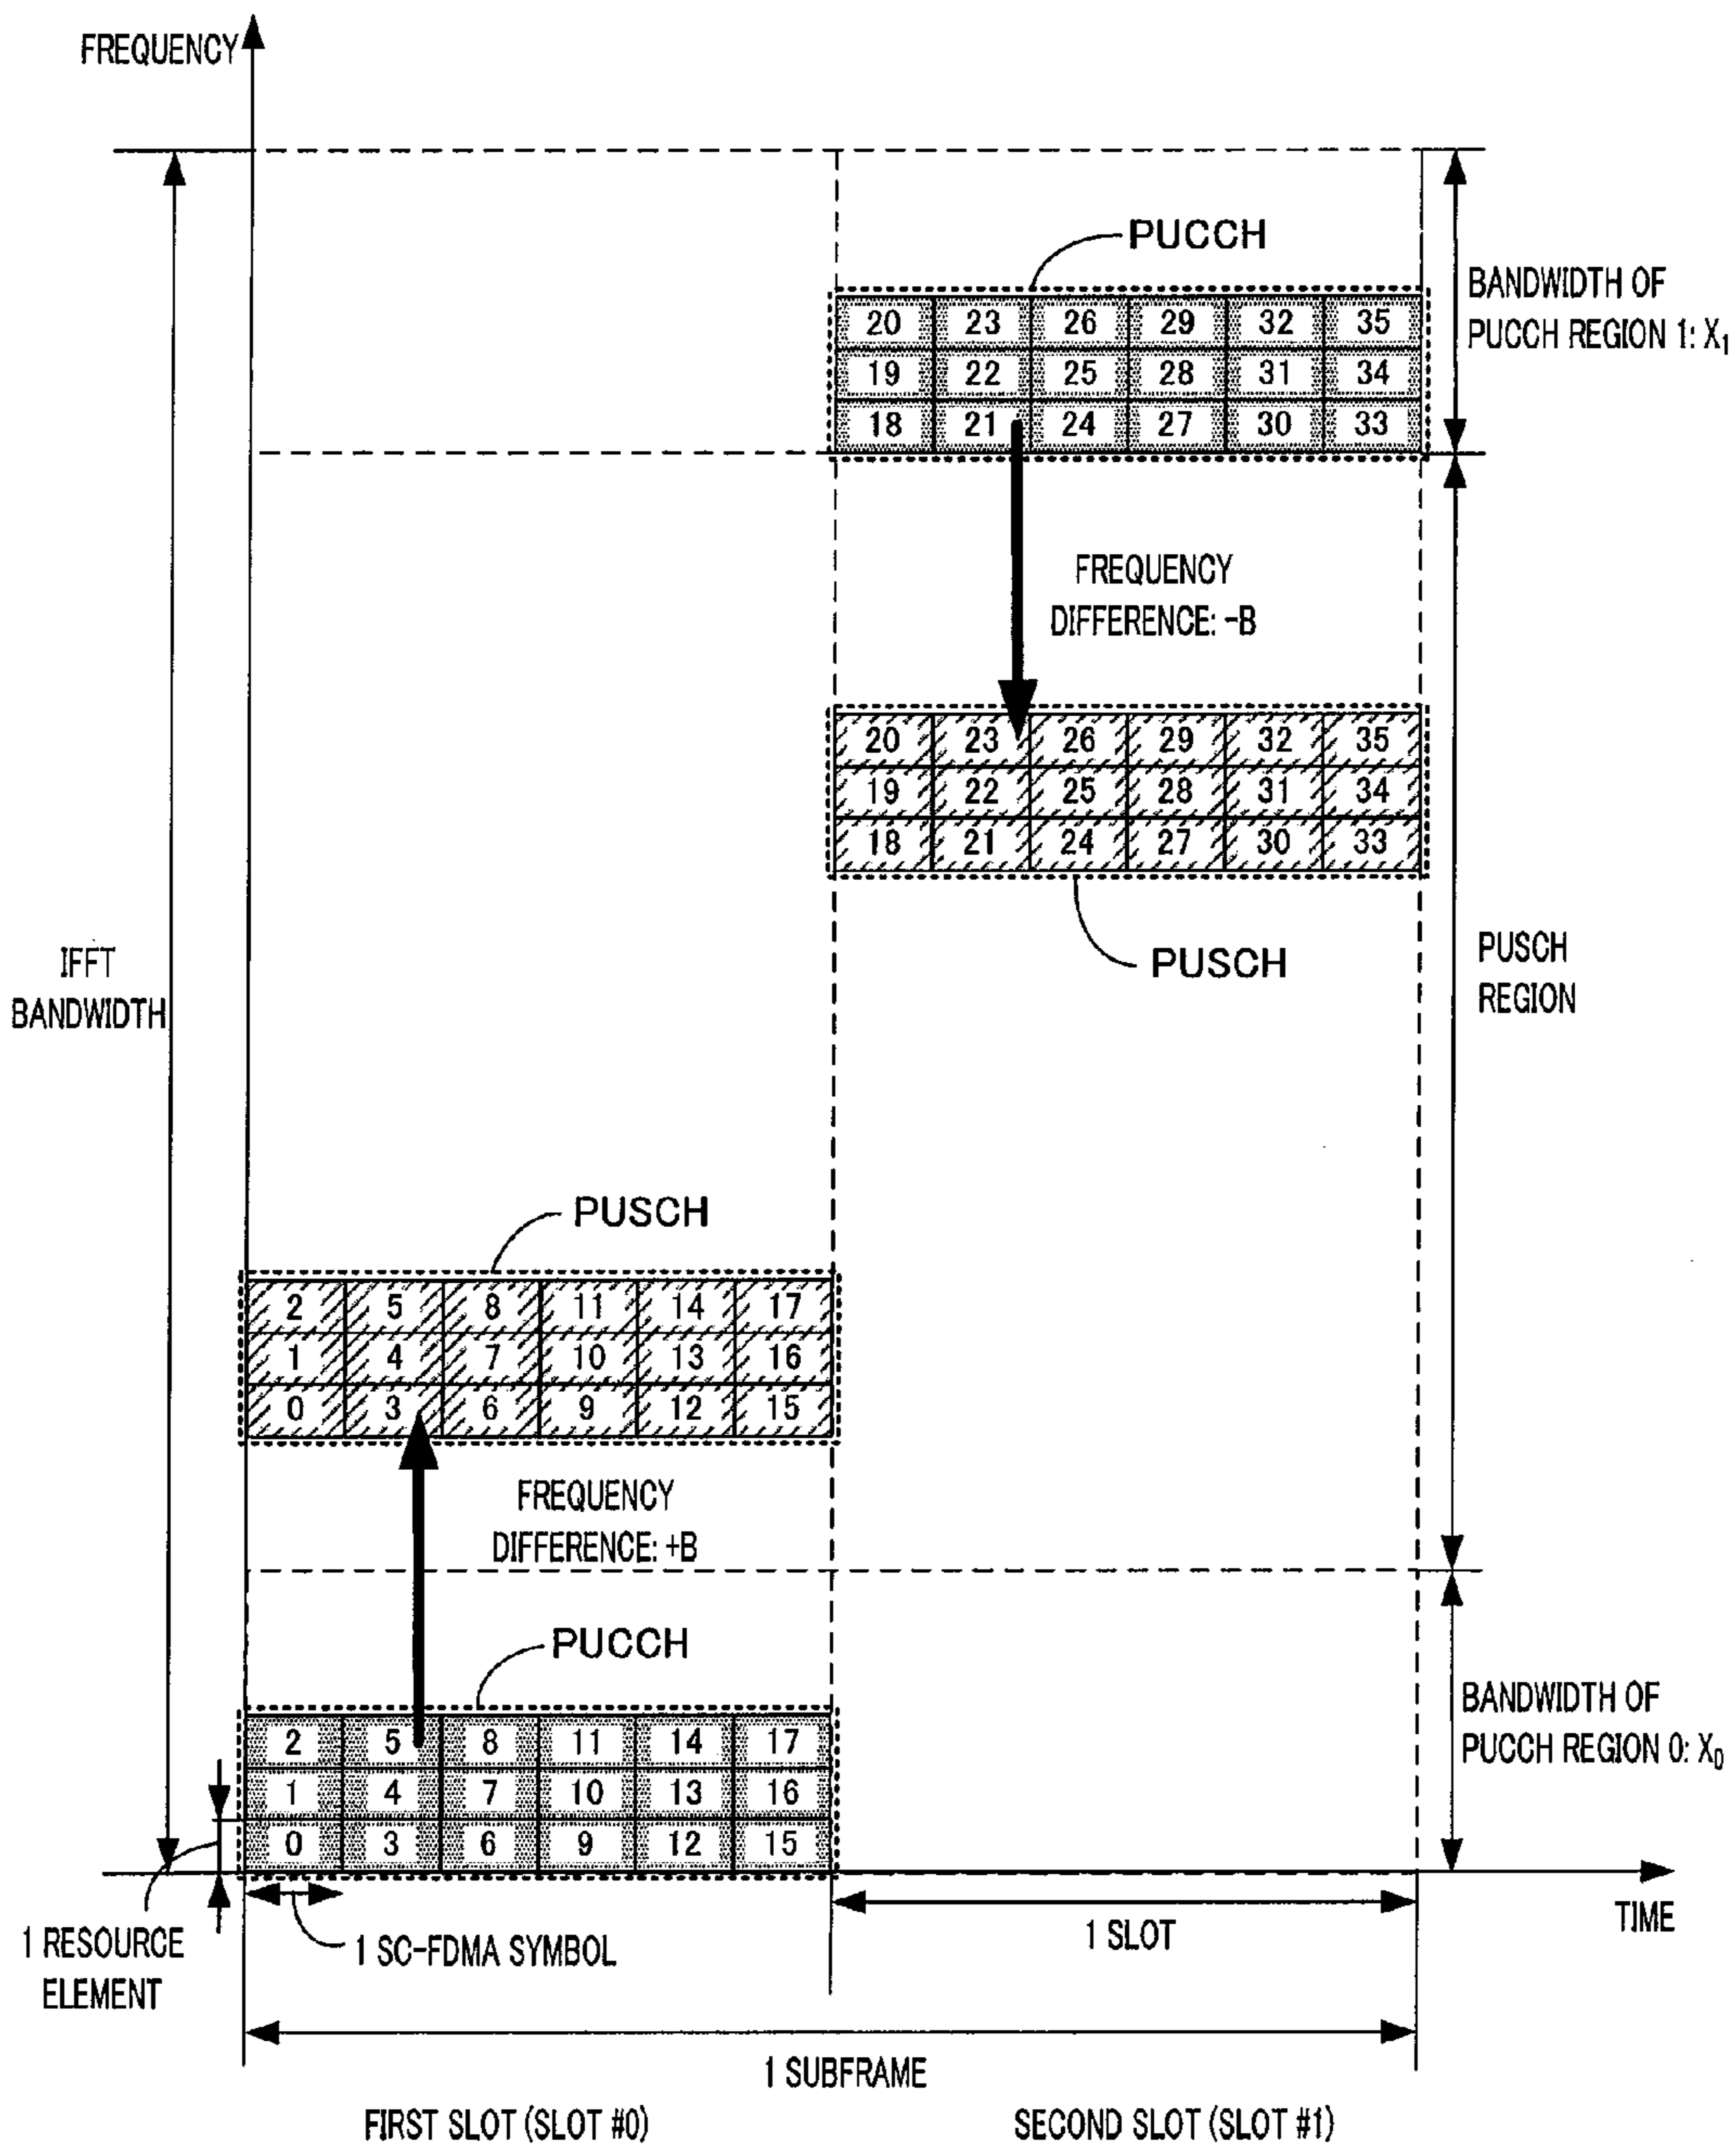 FREQUENCY
PUCCH
20 23 26 29 32 35
19 22 25 28 31 34
18 21 24 27 30 33
BANDWIDTH OF
PUCCH REGION 1: X1
FREQUENCY
DIFFERENCE: -B
20 23 26 29 32 35
19 22 25 28 31 34
18 21 24 27 30 33
PUSCH
IFFT
BANDWIDTH
PUSCH
REGION
PUSCH
2 5 8 11 14 17
1 4 7 10 13 16
0 3 6 9 12 15
FREQUENCY
DIFFERENCE: +B
PUCCH
2 5 8 11 14 17
1 4 7 10 13 16
0 3 6 9 12 15
BANDWIDTH OF
PUCCH REGION 0: X0
TIME
1 RESOURCE
ELEMENT
1 SC-FDMA SYMBOL
1 SLOT
1 SUBFRAME
FIRST SLOT (SLOT #0)
SECOND SLOT (SLOT #1)